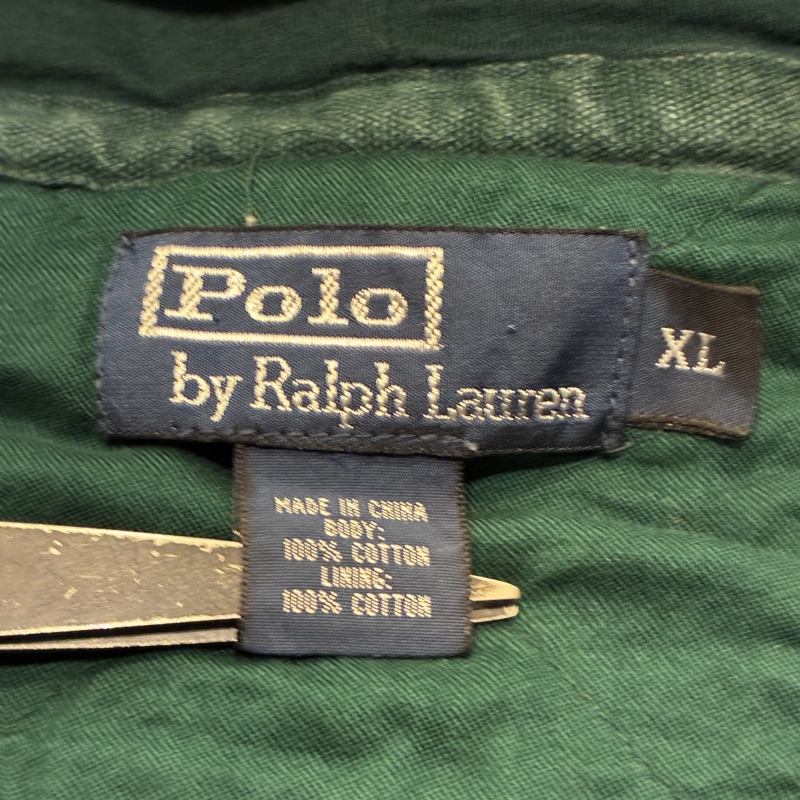 Polo
by Ralph Lauren
XL
MADE IN CHINA
BODY:
100% COTTON
LINING:
100% COTTON